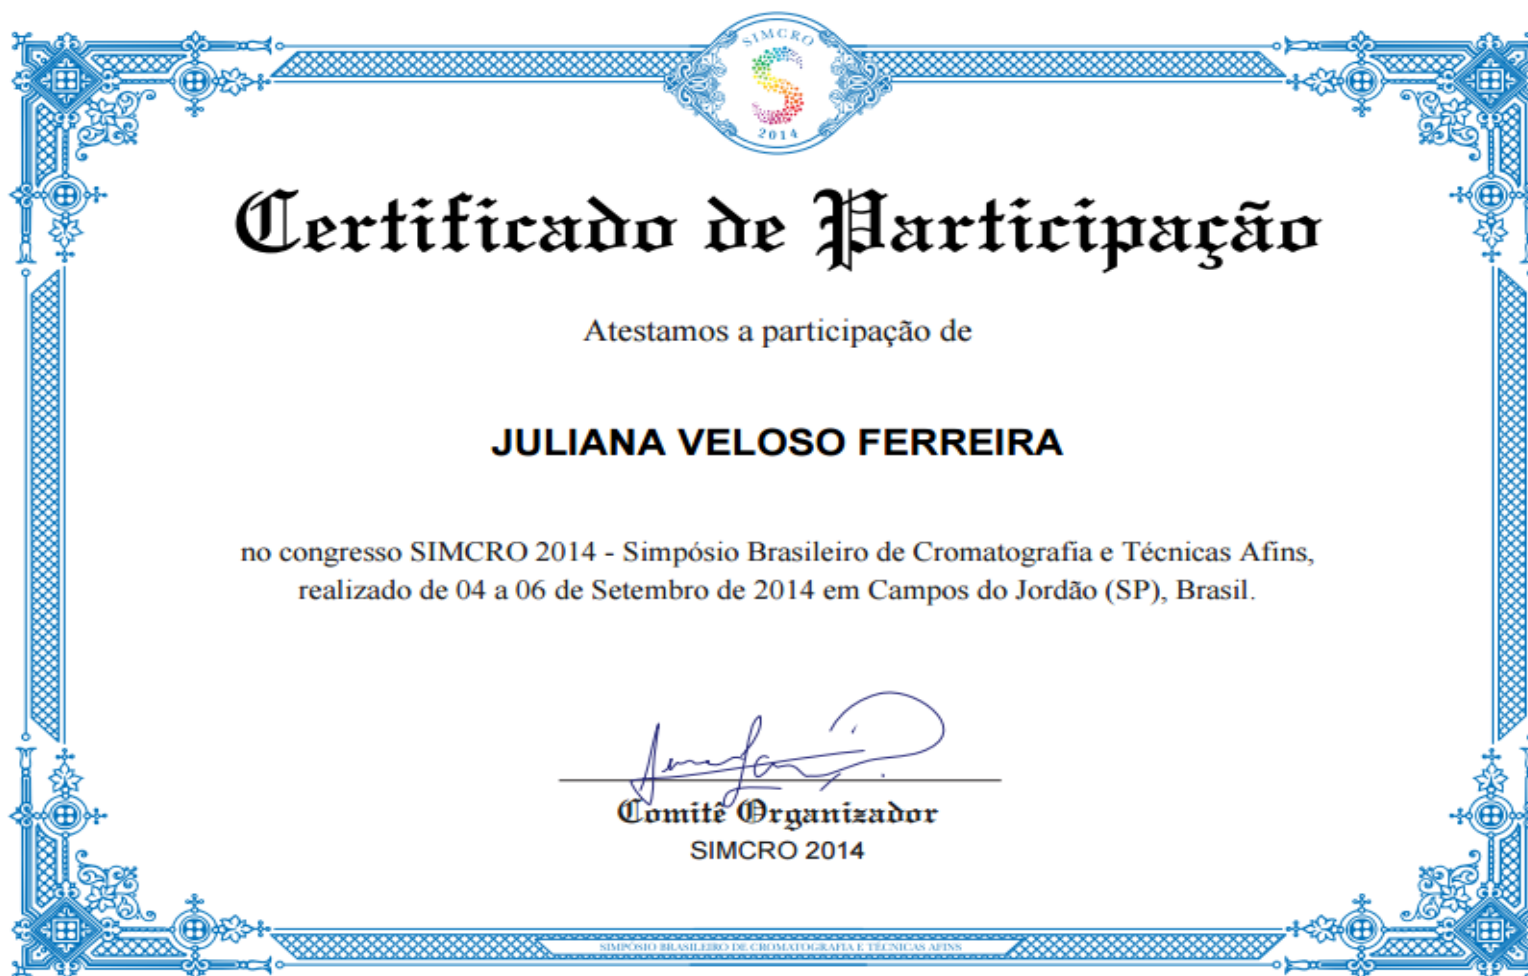 SIMCRO
2014
Certificado de Participação
Atestamos a participação de
JULIANA VELOSO FERREIRA
no congresso SIMCRO 2014 - Simpósio Brasileiro de Cromatografia e Técnicas Afins,
realizado de 04 a 06 de Setembro de 2014 em Campos do Jordão (SP), Brasil.
Comitê Organizador
SIMCRO 2014
SIMPÓSIO BRASILEIRO DE CROMATOGRAFIA E TÉCNICAS AFINS